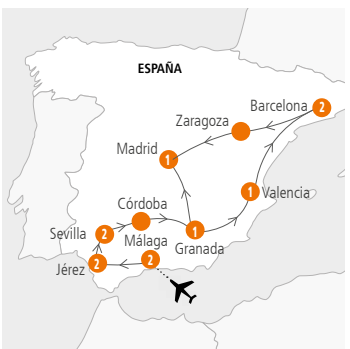 ESPAÑA
Barcelona 2
Zaragoza
Madrid
1
1 Valencia
Córdoba
Sevilla 2
Málaga
1
Granada
2
Jérez 2